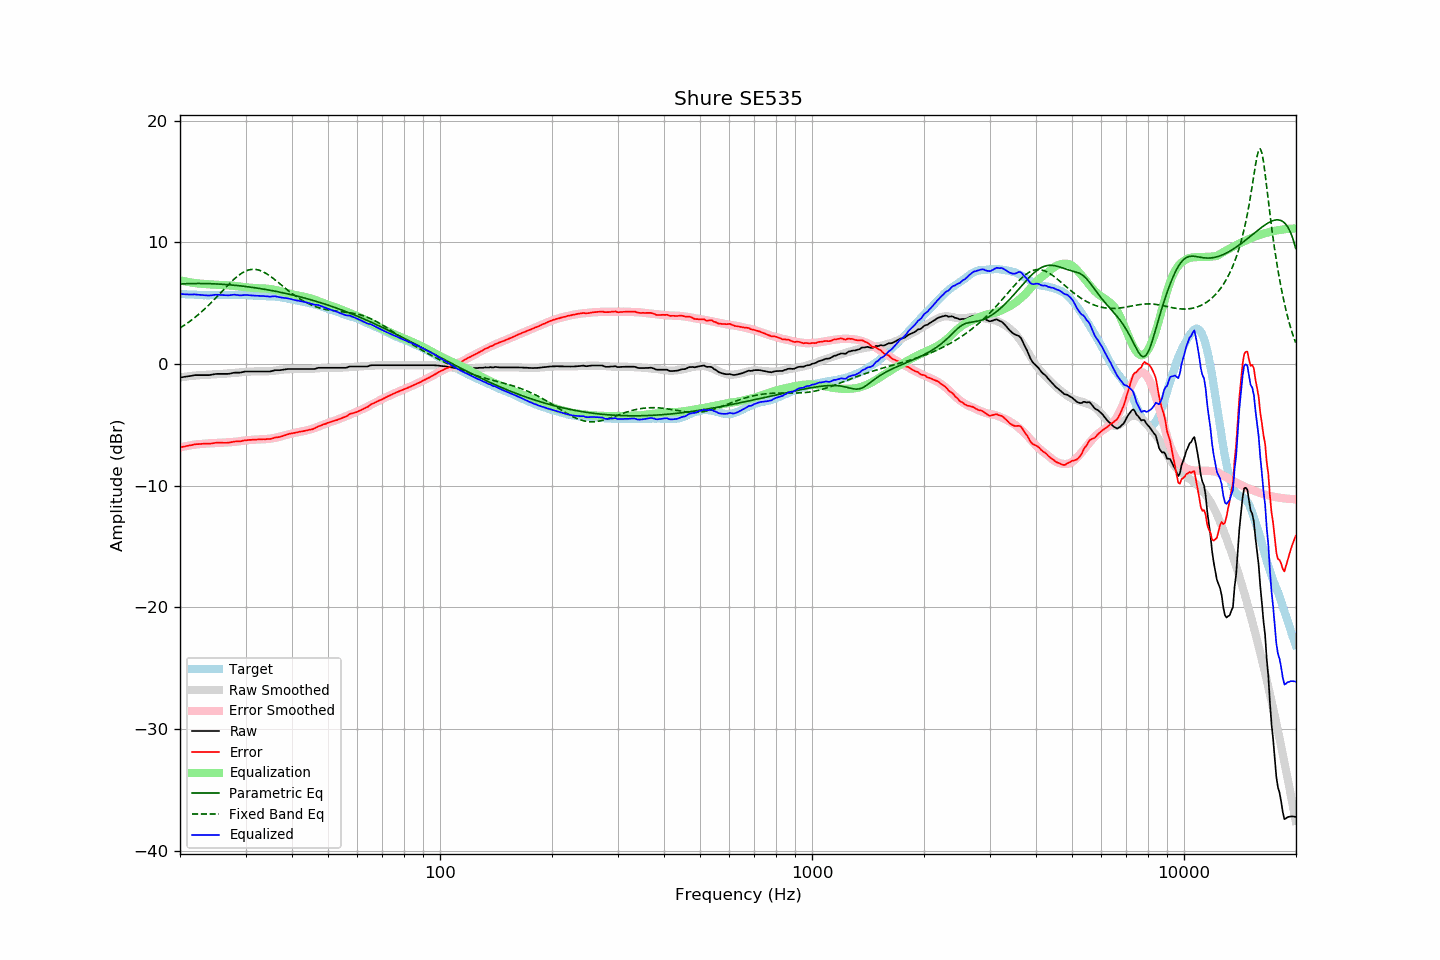 Shure SE535
20
10
0
−10
−20
−30
−40
Amplitude (dBr)
100
1000
10000
Frequency (Hz)
Target
Raw Smoothed
Error Smoothed
Raw
Error
Equalization
Parametric Eq
Fixed Band Eq
Equalized